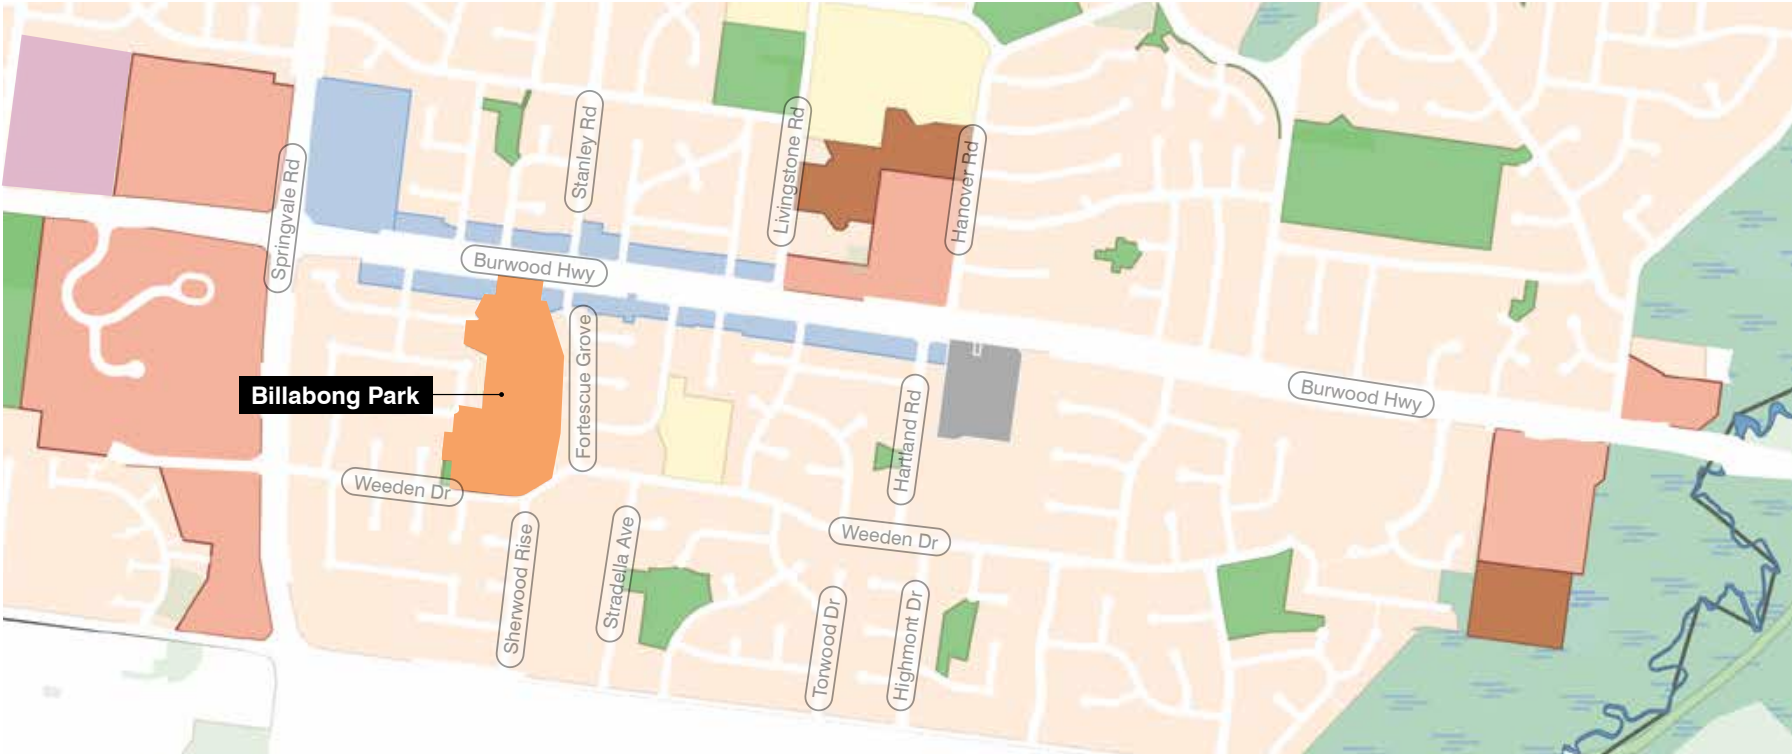 Springvale Rd
Stanley Rd
Livingstone Rd
Hanover Rd
Burwood Hwy
Fortescue Grove
Billabong Park
Burwood Hwy
Hartland Rd
Weeden Dr
Weeden Dr
Sherwood Rise
Stradella Ave
Torwood Dr
Highmont Dr